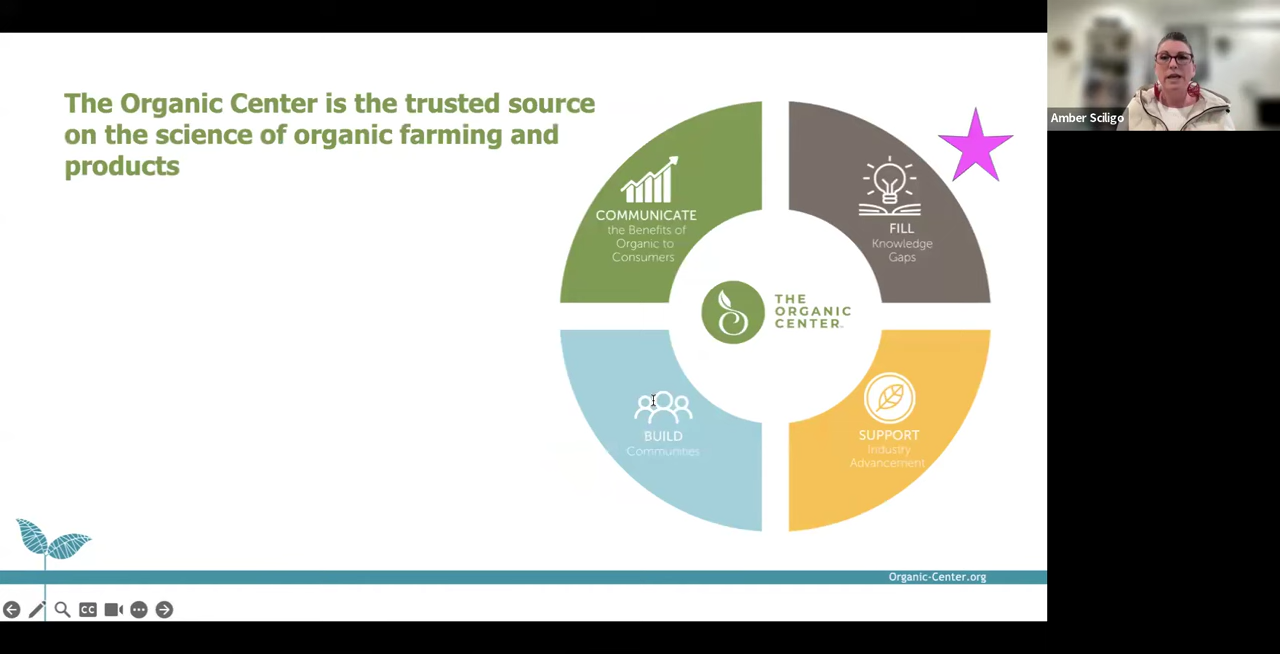 The Organic Center is the trusted source
on the science of organic farming and
products
COMMUNICATE
the Benefits of
Organic to
Consumers
FILL
Knowledge
Gaps
THE
ORGANIC
CENTER.
BUILD
Communities
SUPPORT
Industry
Advancement
Organic-Center.org
CC
Amber Sciligo